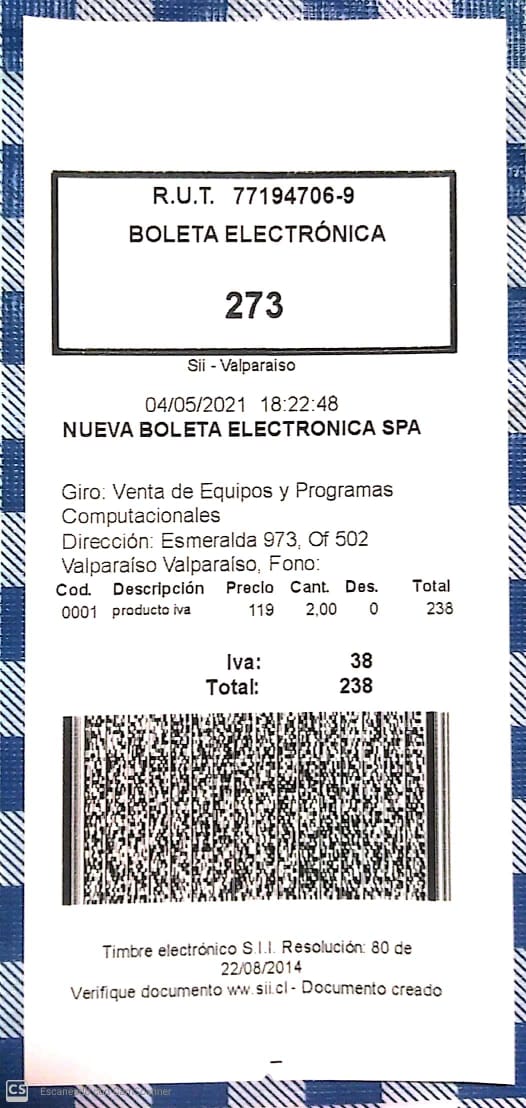 R.U.T. 77194706-9
BOLETA ELECTRÓNICA
273
Sii - Valparaiso
04/05/2021 18:22:48
NUEVA BOLETA ELECTRONICA SPA
Giro: Venta de Equipos y Programas
Computacionales
Dirección: Esmeralda 973, Of 502
Valparaíso Valparaíso, Fono:
Cod. Descripción Precio Cant. Des. Total
0001 producto iva 119 2,00 0 238
Iva: 38
Total: 238
Timbre electrónico S.I.I. Resolución: 80 de
22/08/2014
Verifique documento ww.sii.cl - Documento creado
CS